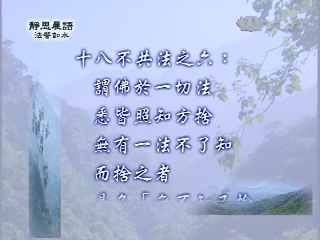 靜思晨語
法譬如水
十八不共法之六：
謂佛於一切法
悉皆照知方捨
無有一法不了知
而捨之者